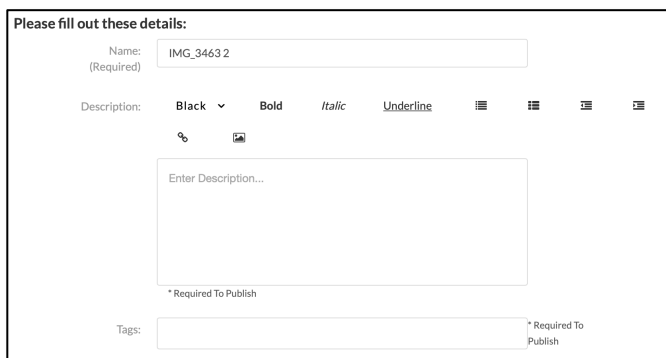 Please fill out these details:
Name:
(Required)
IMG_3463 2
Description:
Black Bold Italic Underline
Enter Description...
* Required To Publish
Tags:
* Required To
Publish